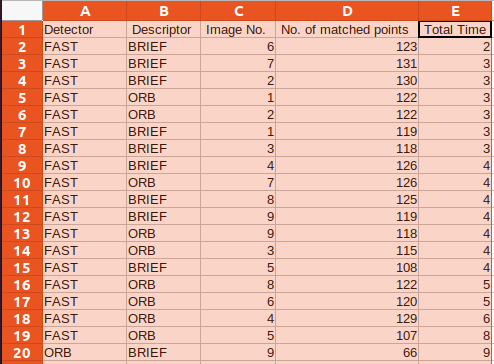 A B C D E
1 Detector Descriptor Image No. No. of matched points Total Time
2 FAST BRIEF 6 123 2
3 FAST BRIEF 7 131 3
4 FAST BRIEF 2 130 3
5 FAST ORB 1 122 3
6 FAST ORB 2 122 3
7 FAST BRIEF 1 119 3
8 FAST BRIEF 3 118 3
9 FAST BRIEF 4 126 4
10 FAST ORB 7 126 4
11 FAST BRIEF 8 125 4
12 FAST BRIEF 9 119 4
13 FAST ORB 9 118 4
14 FAST ORB 3 115 4
15 FAST BRIEF 5 108 4
16 FAST ORB 8 122 5
17 FAST ORB 6 120 5
18 FAST ORB 4 129 6
19 FAST ORB 5 107 8
20 ORB BRIEF 9 66 9